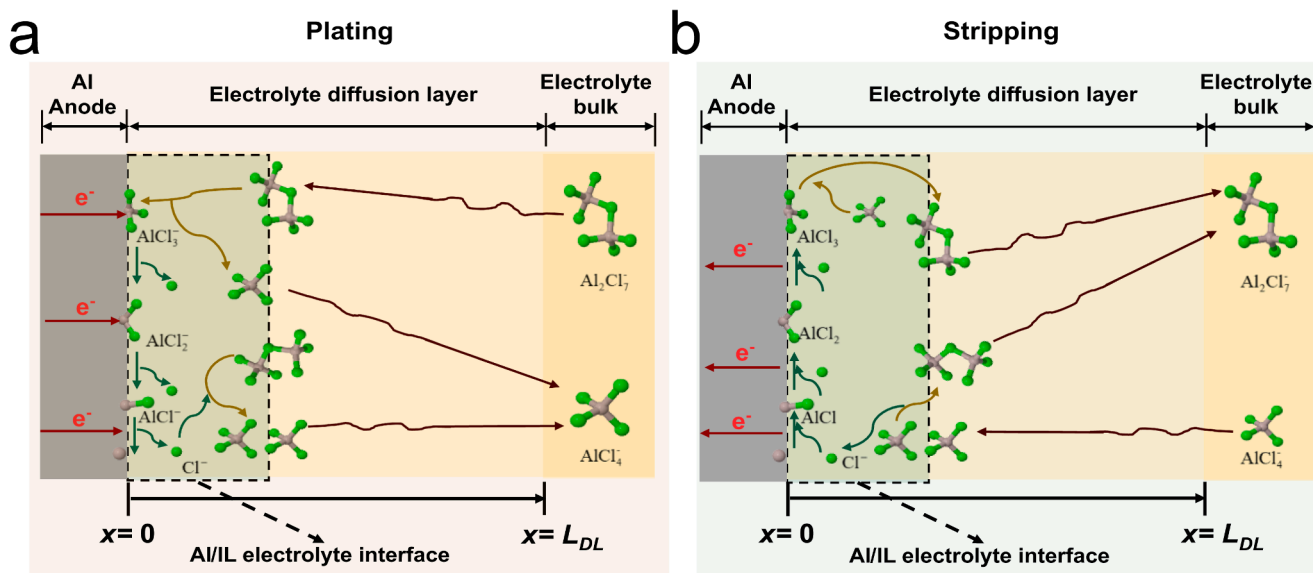 a
Plating
Al
Anode
Electrolyte diffusion layer
Electrolyte
bulk
e-
AlCl₃⁻
e-
AlCl₂⁻
e-
AlCl⁻
Cl⁻
Al₂Cl₇⁻
AlCl₄⁻
x= 0
x= L_DL
Al/IL electrolyte interface
b
Stripping
Al
Anode
Electrolyte diffusion layer
Electrolyte
bulk
AlCl₃
e-
AlCl₂
e-
AlCl
e-
Cl⁻
Al₂Cl₇⁻
AlCl₄⁻
x= 0
x= L_DL
Al/IL electrolyte interface